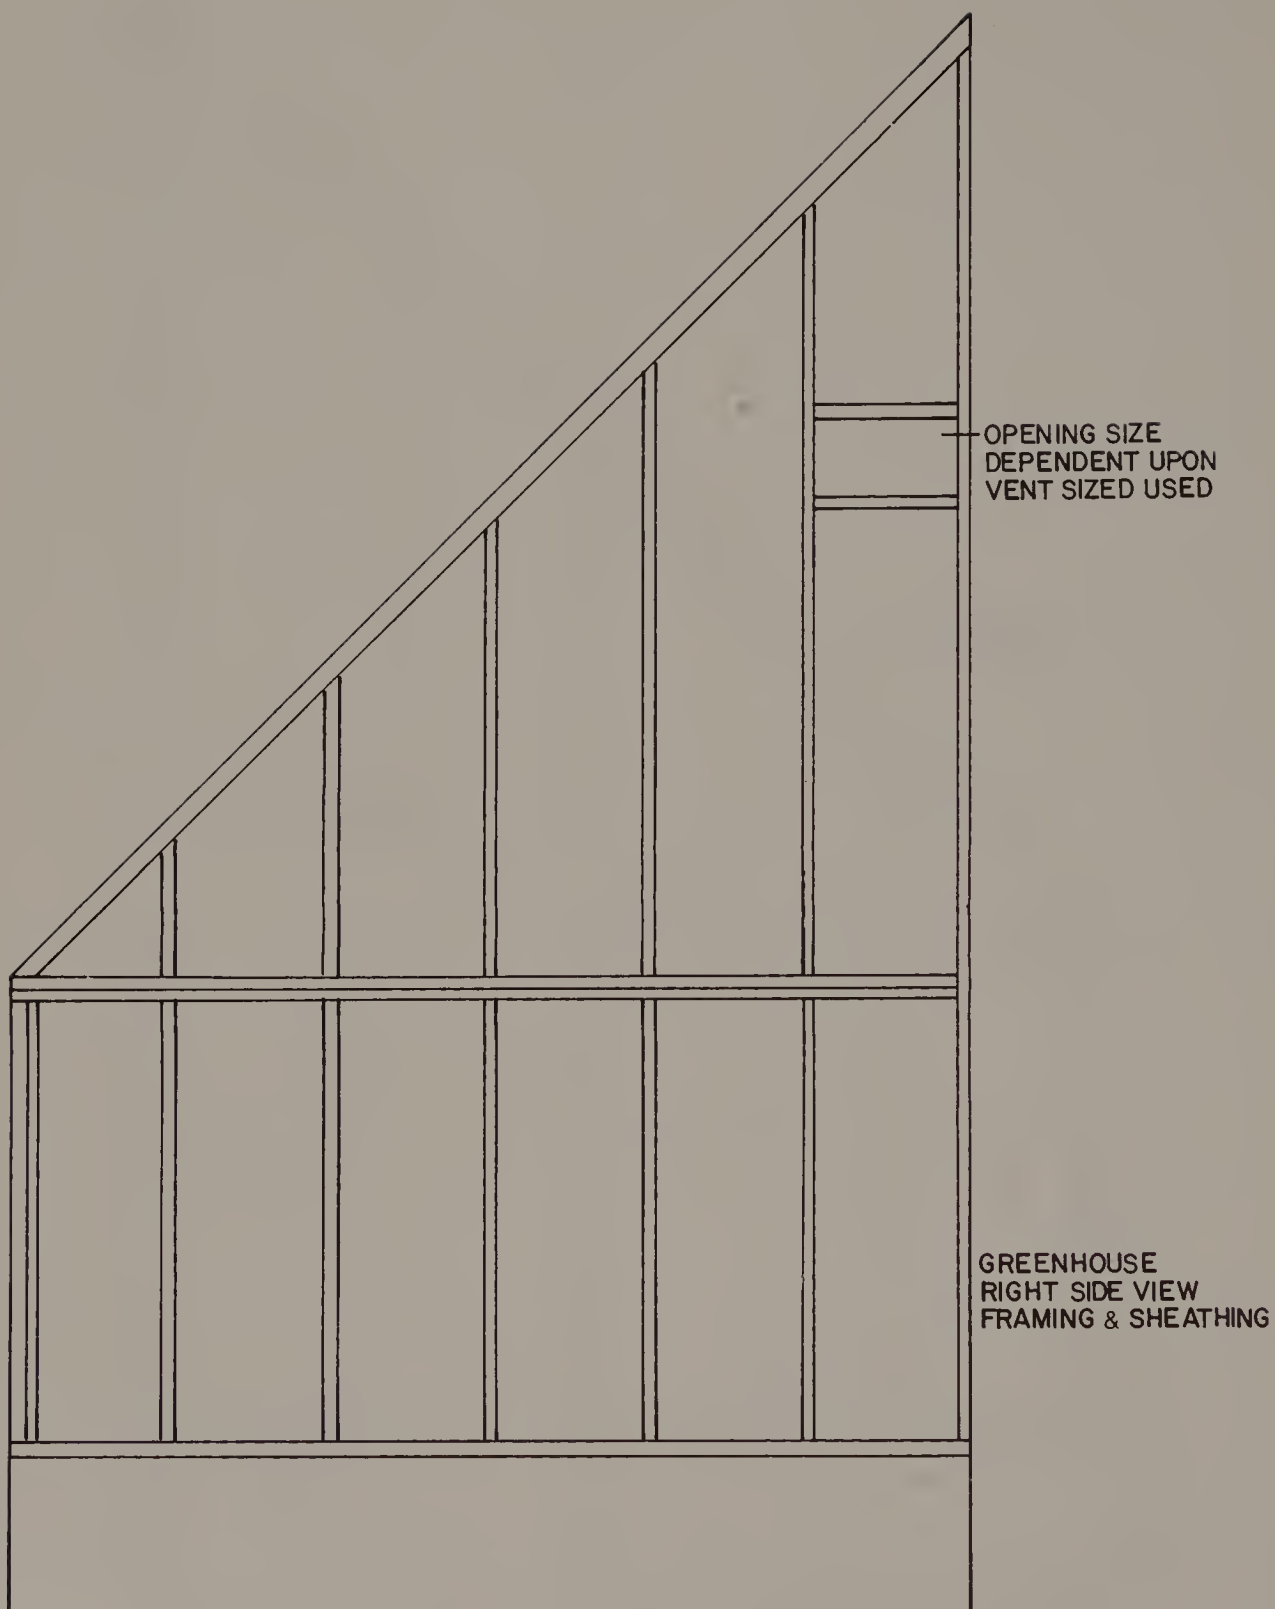 OPENING SIZE
DEPENDENT UPON
VENT SIZED USED
GREENHOUSE
RIGHT SIDE VIEW
FRAMING & SHEATHING